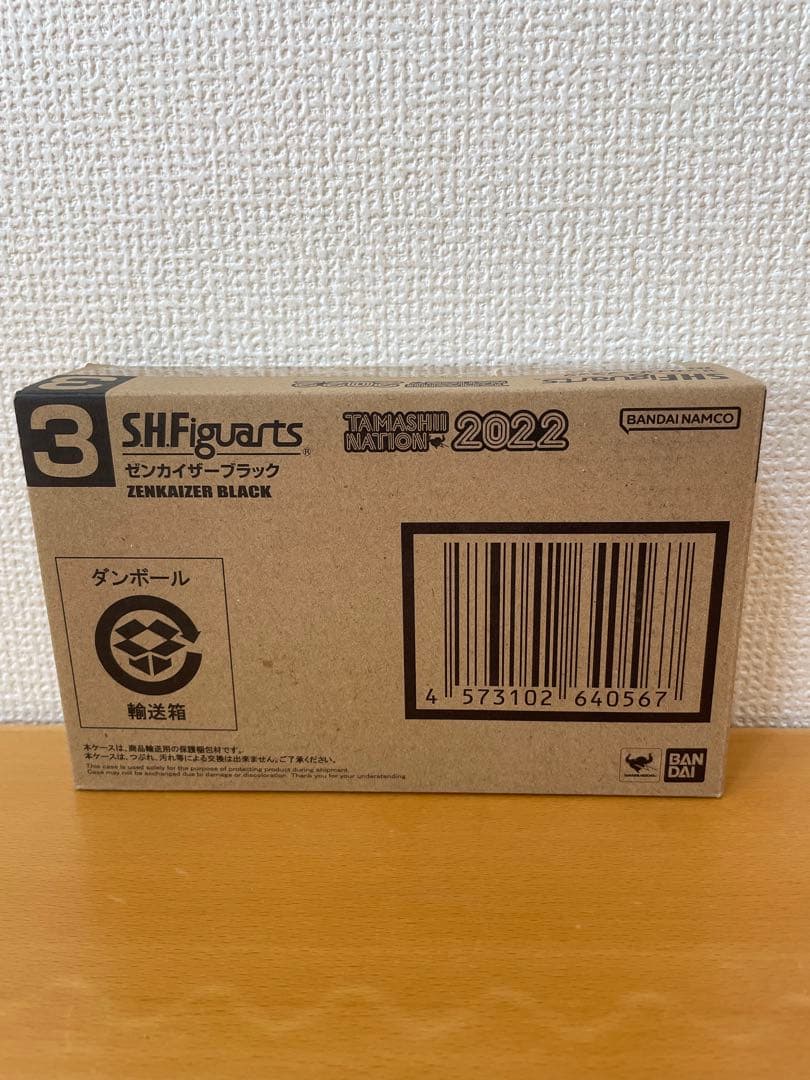 3
S.H.Figuarts
3
S.H.Figuarts®
ゼンカイザーブラック
ZENKAIZER BLACK
TAMASHII
NATION 2022
BANDAI NAMCO
ダンボール
輸送箱
4 573102 640567
本ケースは、商品輸送用の保護梱包材です。
本ケースは、つぶれ、汚れ等による交換は出来ません。ご了承ください。
This case is used solely for the purpose of protecting product during shipment.
Case may not be exchanged due to damage or discoloration. Thank you for your understanding.
BAN
DAI